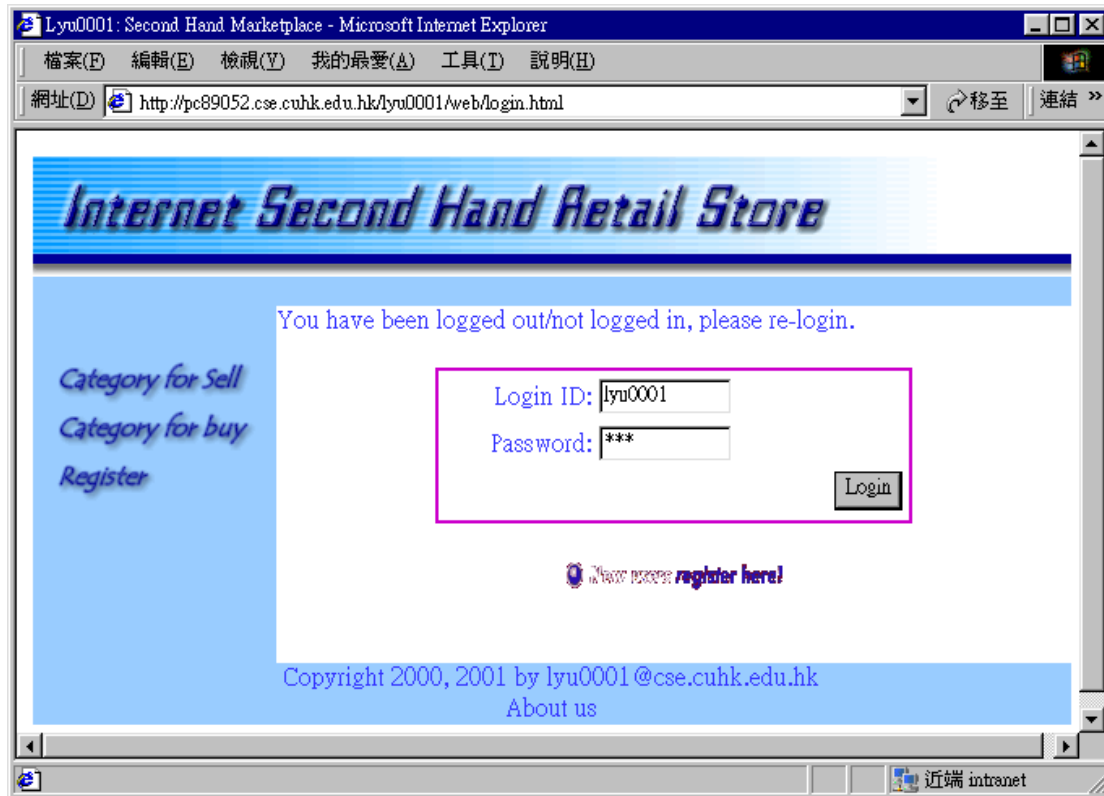 Lyu0001: Second Hand Marketplace - Microsoft Internet Explorer
檔案(F) 編輯(E) 檢視(V) 我的最愛(A) 工具(T) 說明(H)
網址(D) http://pc89052.cse.cuhk.edu.hk/lyu0001/web/login.html 移至 連結 »
Internet Second Hand Retail Store
You have been logged out/not logged in, please re-login.
Category for Sell
Category for buy
Register
Login ID: lyu0001
Password: ***
Login
register here!
Copyright 2000, 2001 by lyu0001@cse.cuhk.edu.hk
About us
近端 intranet